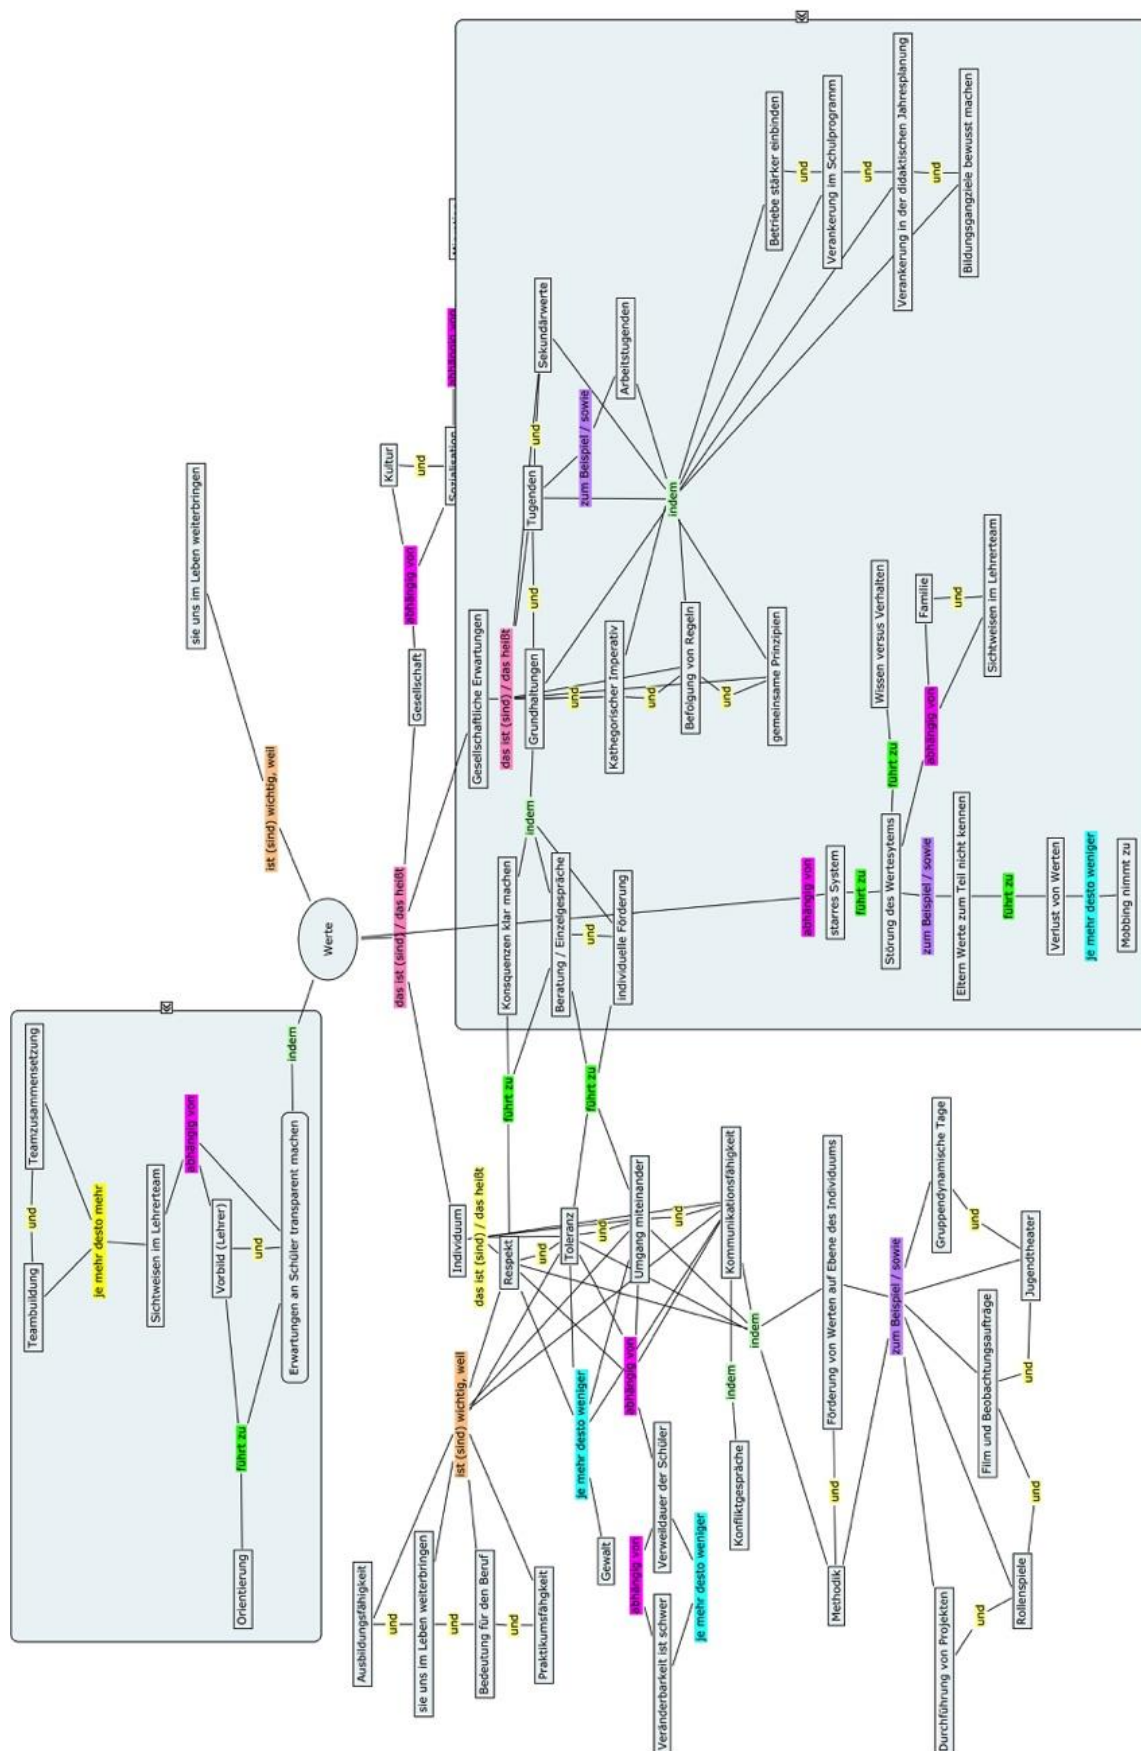 Teambuildung
und
Teamzusammensetzung
je mehr desto mehr
Sichtweisen im Lehrerteam
abhängig von
Vorbild (Lehrer)
und
führt zu
Orientierung
Erwartungen an Schüler transparent machen
indem
Werte
ist (sind) wichtig, weil
sie uns im Leben weiterbringen
das ist (sind) / das heißt
Individuum
Gesellschaft
abhängig von
Kultur
und
Sozialisation
abhängig von
Gesellschaftliche Erwartungen
das ist (sind) / das heißt
Grundhaltungen
und
Tugenden
und
Sekundärwerte
zum Beispiel / sowie
Arbeitstugenden
und
Kathegorischer Imperativ
und
Befolgung von Regeln
und
gemeinsame Prinzipien
indem
Betriebe stärker einbinden
und
Verankerung im Schulprogramm
und
Verankerung in der didaktischen Jahresplanung
und
Bildungsgangziele bewusst machen
indem
Konsquenzen klar machen
Beratung / Einzelgespräche
und
individuelle Förderung
führt zu
führt zu
abhängig von
starres System
führt zu
Störung des Wertesytems
führt zu
Wissen versus Verhalten
abhängig von
Familie
und
Sichtweisen im Lehrerteam
zum Beispiel / sowie
Eltern Werte zum Teil nicht kennen
führt zu
Verlust von Werten
je mehr desto weniger
Mobbing nimmt zu
das ist (sind) / das heißt
Respekt
und
Toleranz
und
Umgang miteinander
und
Kommunikationsfähigkeit
ist (sind) wichtig, weil
Ausbildungsfähigkeit
und
sie uns im Leben weiterbringen
und
Bedeutung für den Beruf
und
Praktikumsfähgkeit
je mehr desto weniger
Gewalt
abhängig von
Verweildauer der Schüler
abhängig von
Veränderbarkeit ist schwer
je mehr desto weniger
indem
Konfliktgespräche
indem
Methodik
und
Förderung von Werten auf Ebene des Individuums
zum Beispiel / sowie
Durchführung von Projekten
und
Rollenspiele
und
Film und Beobachtungsaufträge
und
Jugendtheater
und
Gruppendynamische Tage